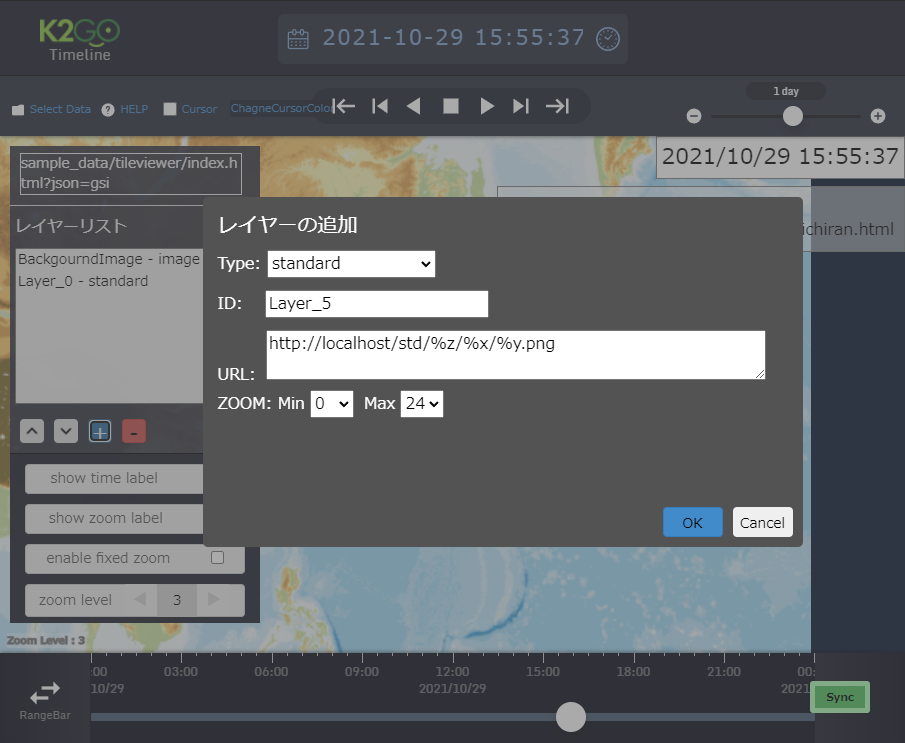 K2GO
Timeline
2021-10-29 15:55:37
Select Data
HELP
Cursor
ChagneCursorColor
1 day
2021/10/29 15:55:37
sample_data/tileviewer/index.h
tml?json=gsi
ichiran.html
レイヤーリスト
BackgourndImage - image
Layer_0 - standard
レイヤーの追加
Type: standard
ID: Layer_5
URL: http://localhost/std/%z/%x/%y.png
ZOOM: Min 0 Max 24
OK
Cancel
show time label
show zoom label
enable fixed zoom
zoom level 3
Zoom Level : 3
:00 03:00 06:00 09:00 12:00 15:00 18:00 21:00 00:
10/29 2021/10/29 2021
RangeBar
Sync